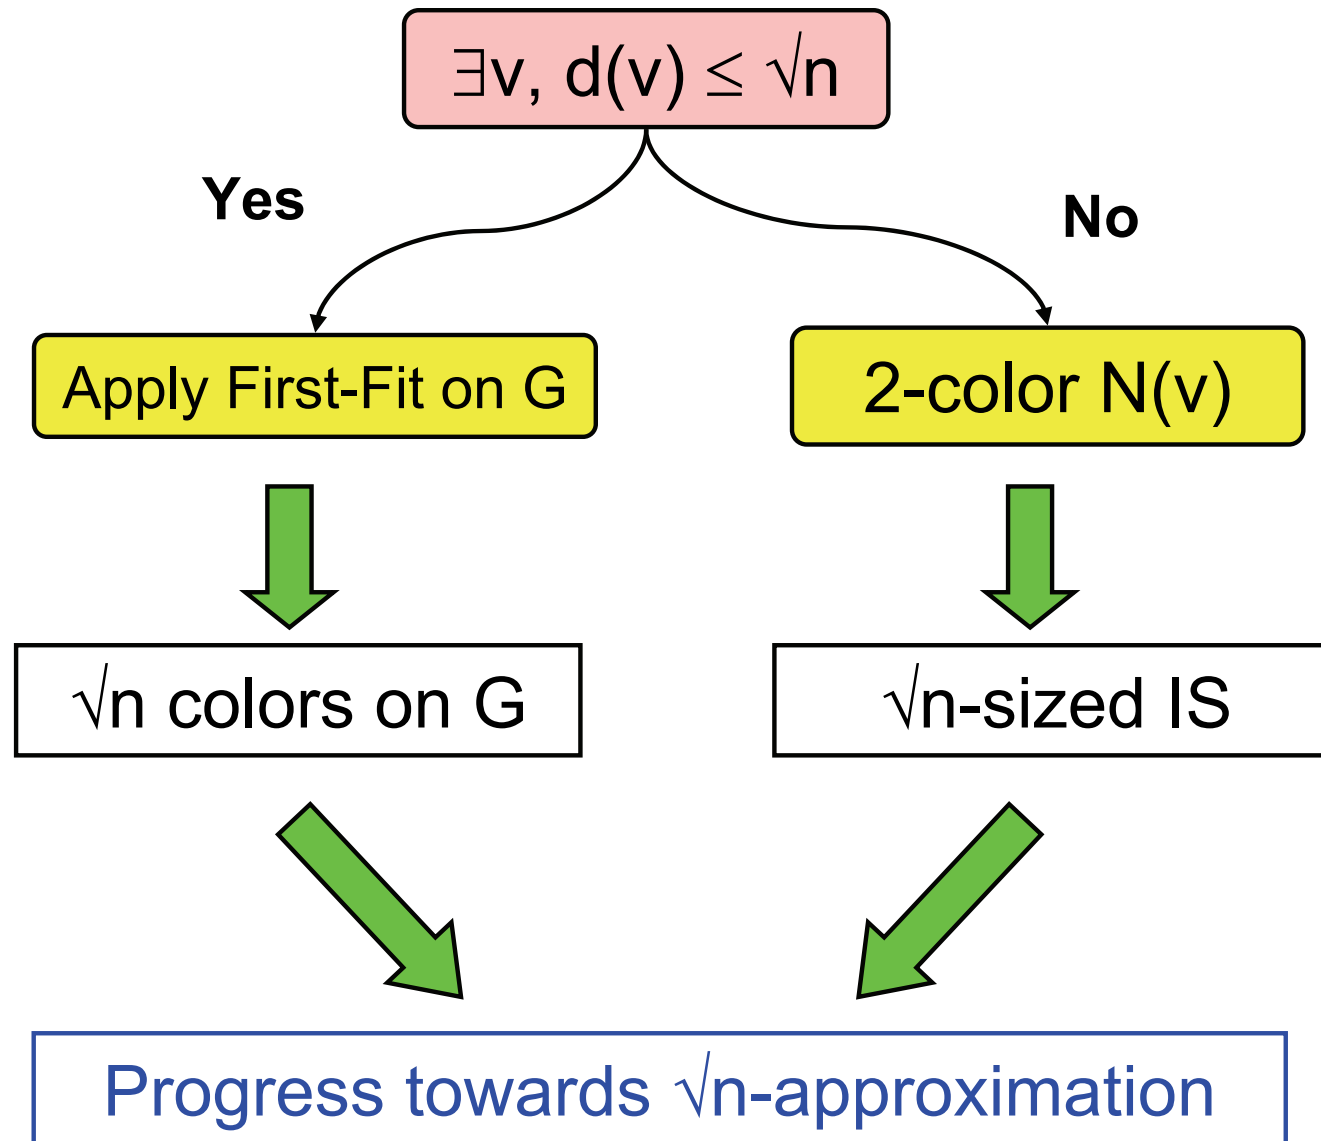 ∃v, d(v) ≤ √n
Yes
No
Apply First-Fit on G
2-color N(v)
√n colors on G
√n-sized IS
Progress towards √n-approximation